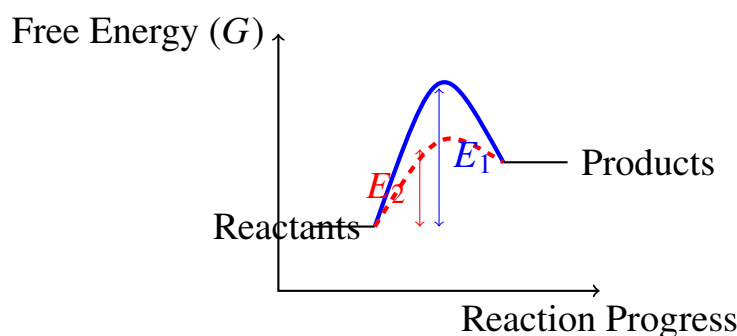 Free Energy (G)
E₁
Products
E₂
Reactants
Reaction Progress